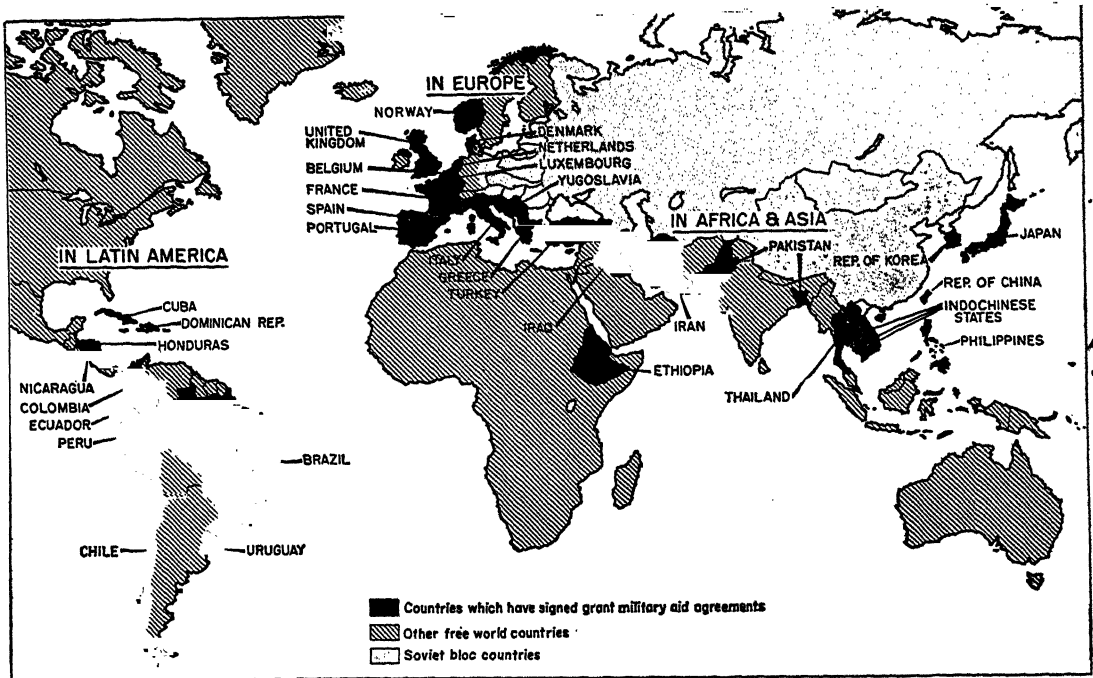 IN EUROPE
NORWAY
UNITED
KINGDOM
BELGIUM
FRANCE
SPAIN
PORTUGAL
DENMARK
NETHERLANDS
LUXEMBOURG
YUGOSLAVIA
ITALY
GREECE
TURKEY
IN AFRICA & ASIA
PAKISTAN
JAPAN
REP. OF KOREA
REP. OF CHINA
INDOCHINESE
STATES
PHILIPPINES
THAILAND
IRAQ
IRAN
ETHIOPIA
IN LATIN AMERICA
CUBA
DOMINICAN REP.
HONDURAS
NICARAGUA
COLOMBIA
ECUADOR
PERU
BRAZIL
CHILE
URUGUAY
Countries which have signed grant military aid agreements
Other free world countries
Soviet bloc countries